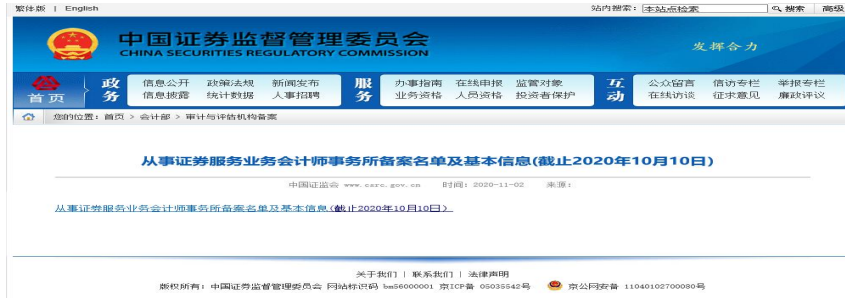 繁体版 | English
站内搜索: 本站点检索 搜索 高级
中国证券监督管理委员会
CHINA SECURITIES REGULATORY COMMISSION
发挥合力
首页
政务
信息公开 政策法规 新闻发布
信息披露 统计数据 人事招聘
服务
办事指南 在线申报 监管对象
业务资格 人员资格 投资者保护
互动
公众留言 信访专栏 举报专栏
在线访谈 征求意见 廉政评议
您的位置: 首页 > 会计部 > 审计与评估机构备案
从事证券服务业务会计师事务所备案名单及基本信息(截止2020年10月10日)
中国证监会 www.csrc.gov.cn 时间: 2020-11-02 来源:
从事证券服务业务会计师事务所备案名单及基本信息(截止2020年10月10日)
关于我们 | 联系我们 | 法律声明
版权所有: 中国证券监督管理委员会 网站标识码 bm56000001 京ICP备 05035542号 京公网安备 11040102700080号